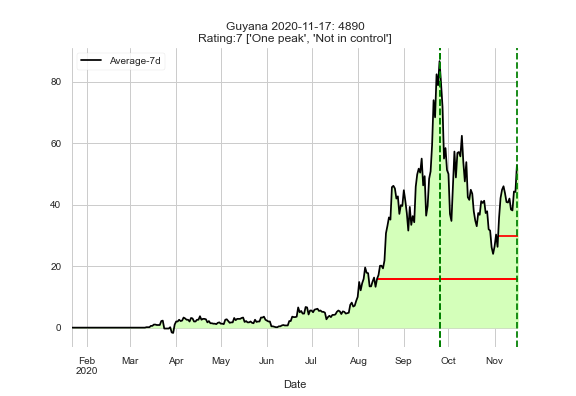 Guyana 2020-11-17: 4890
Rating:7 ['One peak', 'Not in control']
Average-7d
80
60
40
20
0
Feb Mar Apr May Jun Jul Aug Sep Oct Nov
2020
Date